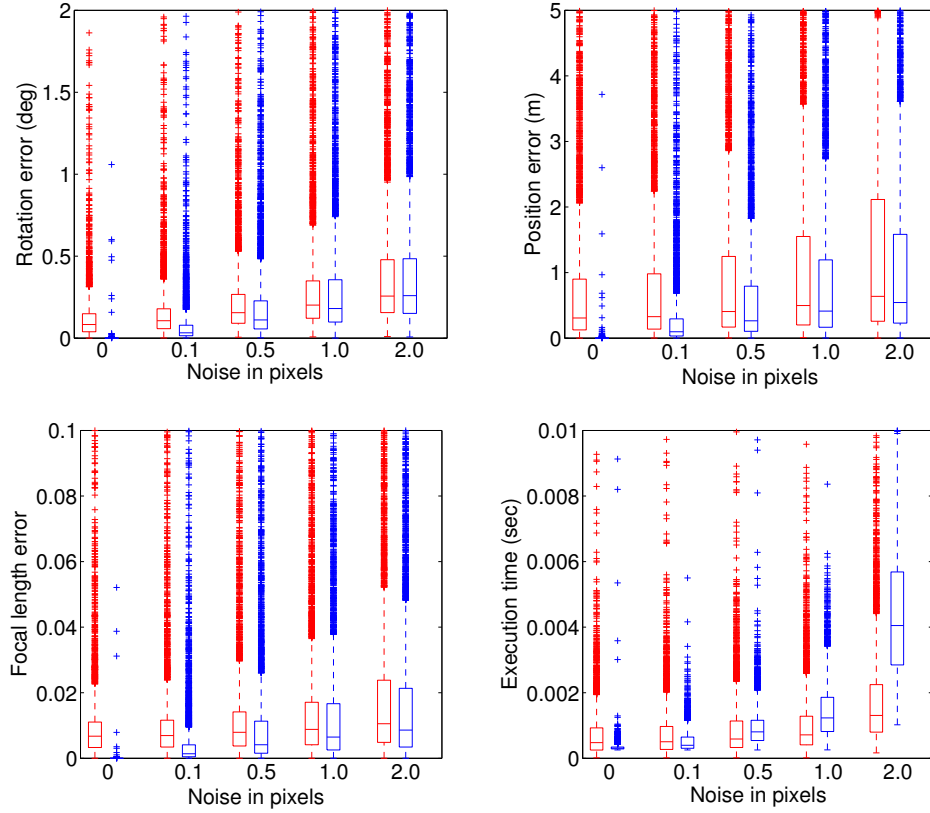 Rotation error (deg)
2
1.5
1
0.5
0
0 0.1 0.5 1.0 2.0
Noise in pixels
Position error (m)
5
4
3
2
1
0
0 0.1 0.5 1.0 2.0
Noise in pixels
Focal length error
0.1
0.08
0.06
0.04
0.02
0
0 0.1 0.5 1.0 2.0
Noise in pixels
Execution time (sec)
0.01
0.008
0.006
0.004
0.002
0
0 0.1 0.5 1.0 2.0
Noise in pixels